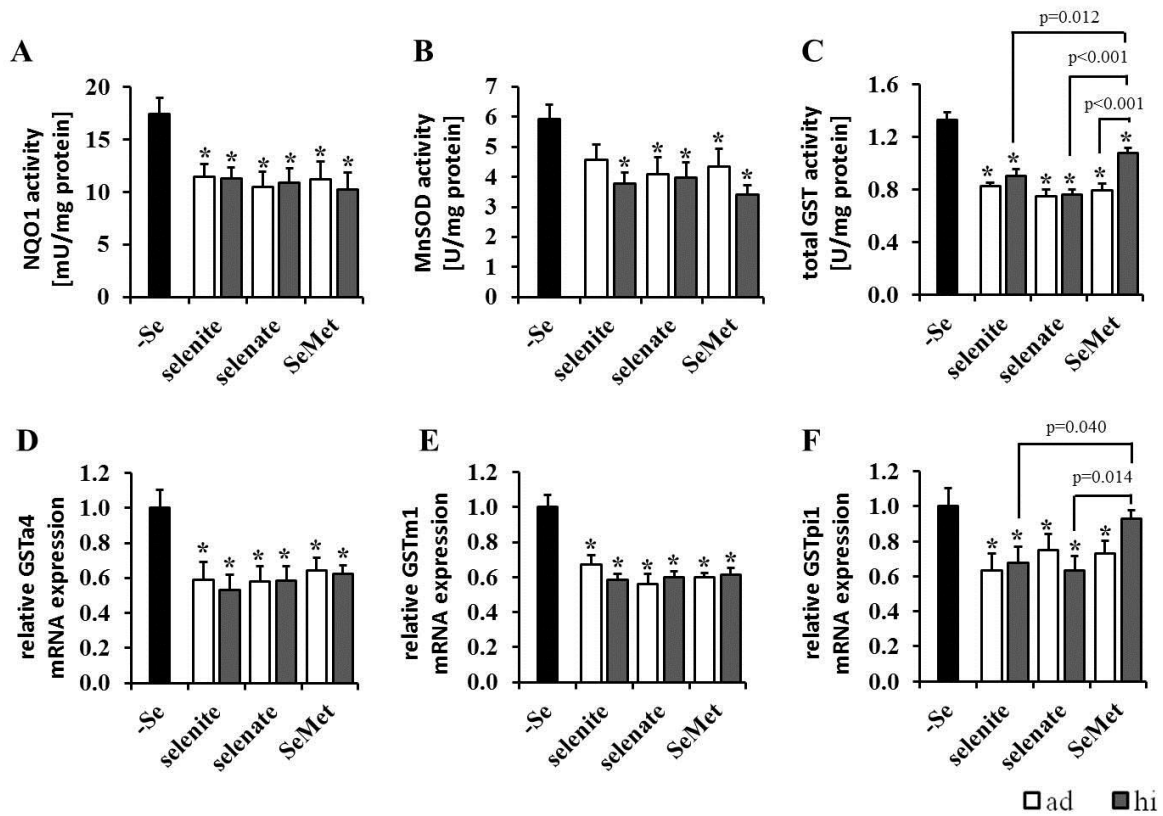 A
NQO1 activity
[mU/mg protein]
20
15
10
5
0
* * * * * *
-Se
selenite
selenate
SeMet
B
MnSOD activity
[U/mg protein]
7
6
5
4
3
2
1
0
* * * * *
-Se
selenite
selenate
SeMet
C
p=0.012
p<0.001
p<0.001
total GST activity
[U/mg protein]
1.6
1.2
0.8
0.4
0.0
* * * * * *
-Se
selenite
selenate
SeMet
D
relative GSTa4
mRNA expression
1.2
1.0
0.8
0.6
0.4
0.2
0.0
* * * * * *
-Se
selenite
selenate
SeMet
E
relative GSTm1
mRNA expression
1.2
1.0
0.8
0.6
0.4
0.2
0.0
* * * * * *
-Se
selenite
selenate
SeMet
F
p=0.040
p=0.014
relative GSTpi1
mRNA expression
1.2
1.0
0.8
0.6
0.4
0.2
0.0
* * * * *
-Se
selenite
selenate
SeMet
ad hi